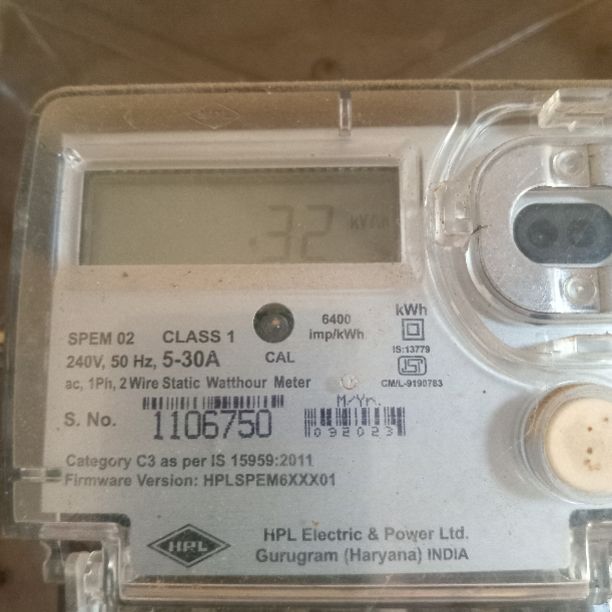 .32
SPEM 02 CLASS 1
6400
imp/kWh
kWh
240V, 50 Hz, 5-30A
CAL
IS:13779
ISI
CM/L-9190783
ac, 1Ph, 2 Wire Static Watthour Meter
M/Yr.
S. No. 1106750
092023
Category C3 as per IS 15959:2011
Firmware Version: HPLSPEM6XXX01
HPL
HPL Electric & Power Ltd.
Gurugram (Haryana) INDIA